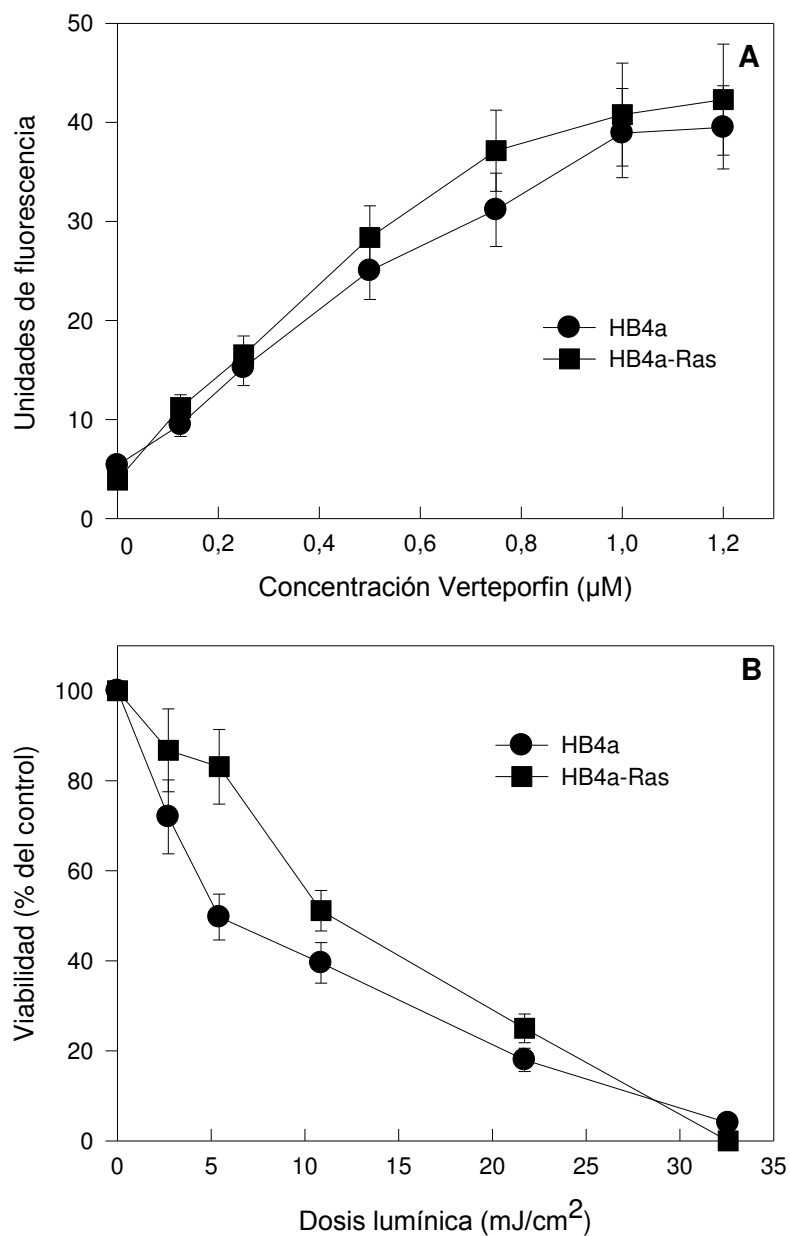 A
50
40
30
20
10
0
Unidades de fluorescencia
HB4a
HB4a-Ras
0 0,2 0,4 0,6 0,8 1,0 1,2
Concentración Verteporfin (µM)
B
100
80
60
40
20
0
Viabilidad (% del control)
HB4a
HB4a-Ras
0 5 10 15 20 25 30 35
Dosis lumínica (mJ/cm2)